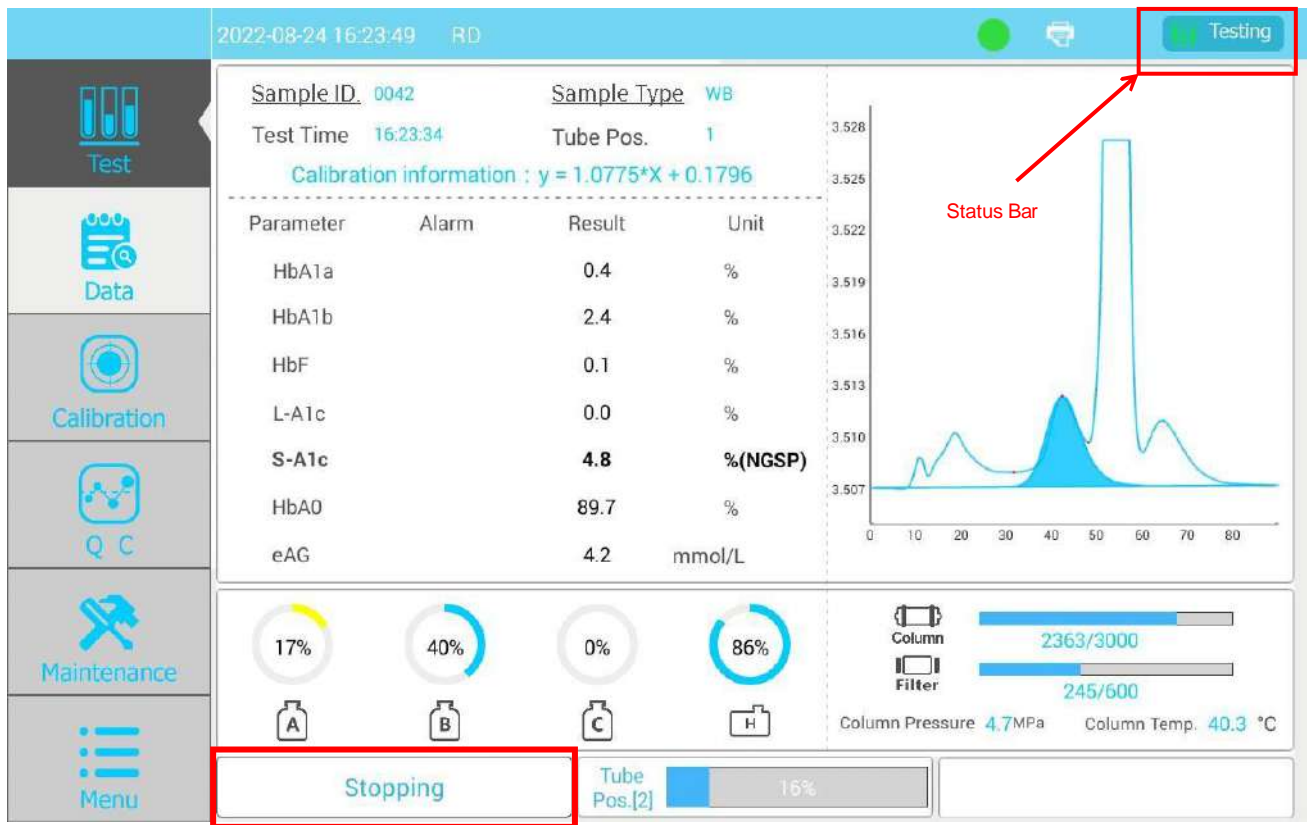 2022-08-24 16:23:49 RD
Testing
Test
Data
Calibration
Q C
Maintenance
Menu
Sample ID. 0042 Sample Type WB
Test Time 16:23:34 Tube Pos. 1
Calibration information : y = 1.0775*X + 0.1796
Parameter Alarm Result Unit
HbA1a 0.4 %
HbA1b 2.4 %
HbF 0.1 %
L-A1c 0.0 %
S-A1c 4.8 %(NGSP)
HbA0 89.7 %
eAG 4.2 mmol/L
Status Bar
3.528
3.525
3.522
3.519
3.516
3.513
3.510
3.507
0 10 20 30 40 50 60 70 80
17% 40% 0% 86%
A B C H
Column 2363/3000
Filter 245/600
Column Pressure 4.7MPa Column Temp. 40.3 °C
Stopping
Tube
Pos.[2]
16%